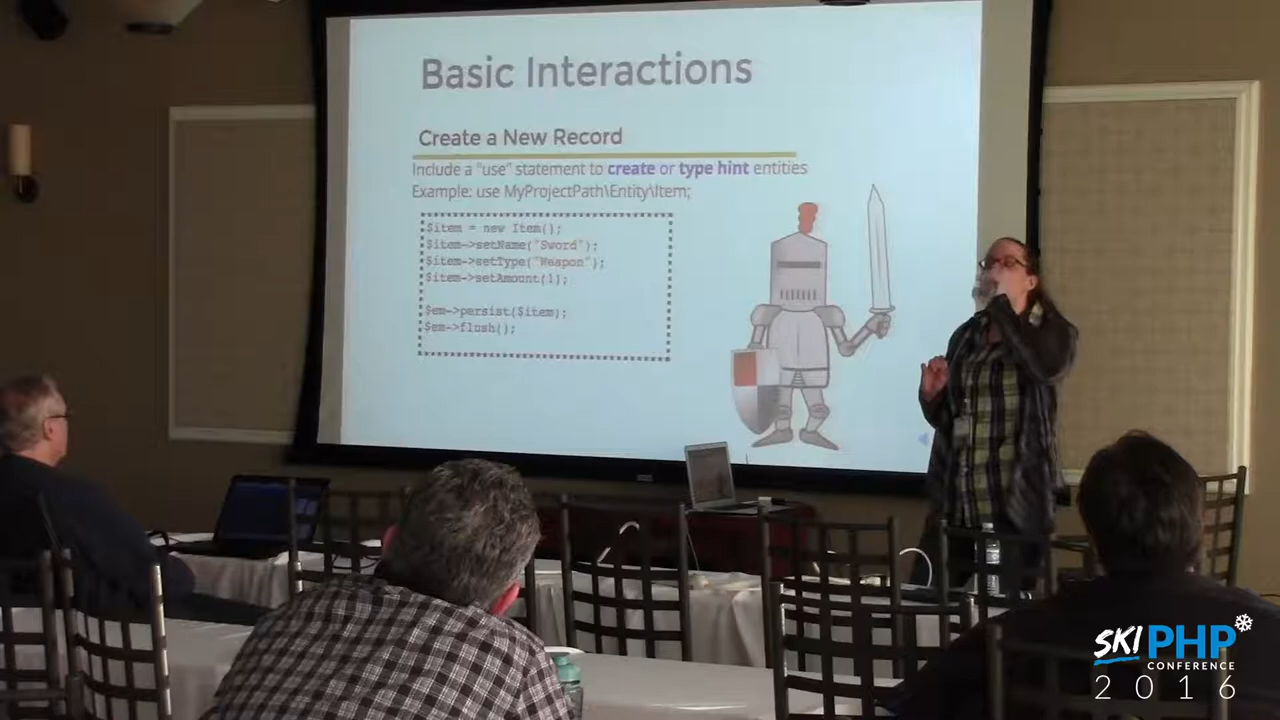 Basic Interactions
Create a New Record
Include a "use" statement to create or type hint entities
Example: use MyProjectPath\Entity\Item;
$item = new Item();
$item->setName("Sword");
$item->setType("Weapon");
$item->setAmount(1);
$em->persist($item);
$em->flush();
SKI PHP
CONFERENCE
2016